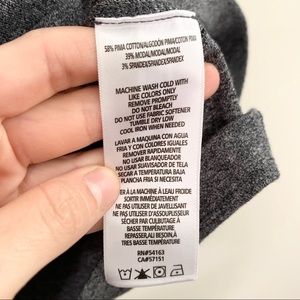 58% PIMA COTTON/ALGODÓN PIMA/COTON PIMA
39% MODAL/MODAL/MODAL
3% SPANDEX/SPANDEX/SPANDEX
MACHINE WASH COLD WITH
LIKE COLORS ONLY
REMOVE PROMPTLY
DO NOT BLEACH
DO NOT USE FABRIC SOFTENER
TUMBLE DRY LOW
COOL IRON WHEN NEEDED
LAVAR A MAQUINA CON AGUA
FRIA Y CON COLORES IGUALES
REMOVER RAPIDAMENTE
NO USAR BLANQUEADOR
NO USAR SUAVIZANTE
SECAR A TEMPERATURA BAJA
PLANCHA FRIA SI NECESITA
LAVER À LA MACHINE À L'EAU FROIDE
SORTIR IMMÉDIATEMENT
NE PAS UTILISER DE JAVELLISANT
NE PAS UTILISER D'ASSOUPLISSEUR
SÉCHER PAR CULBUTAGE À
BASSE TEMPÉRATURE
REPASSER, ALI BESOIN
TRES BASSE TEMPÉRATURE
RN#54163
CA#57151